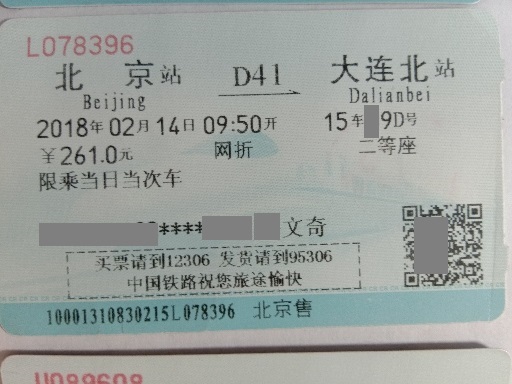 L078396
北 京站 D41 大连北站
Beijing Dalianbei
2018年02月14日09:50开 15车 9D号
￥261.0元 网折 二等座
限乘当日当次车
**** 文奇
买票请到12306 发货请到95306
中国铁路祝您旅途愉快
10001310830215L078396 北京售